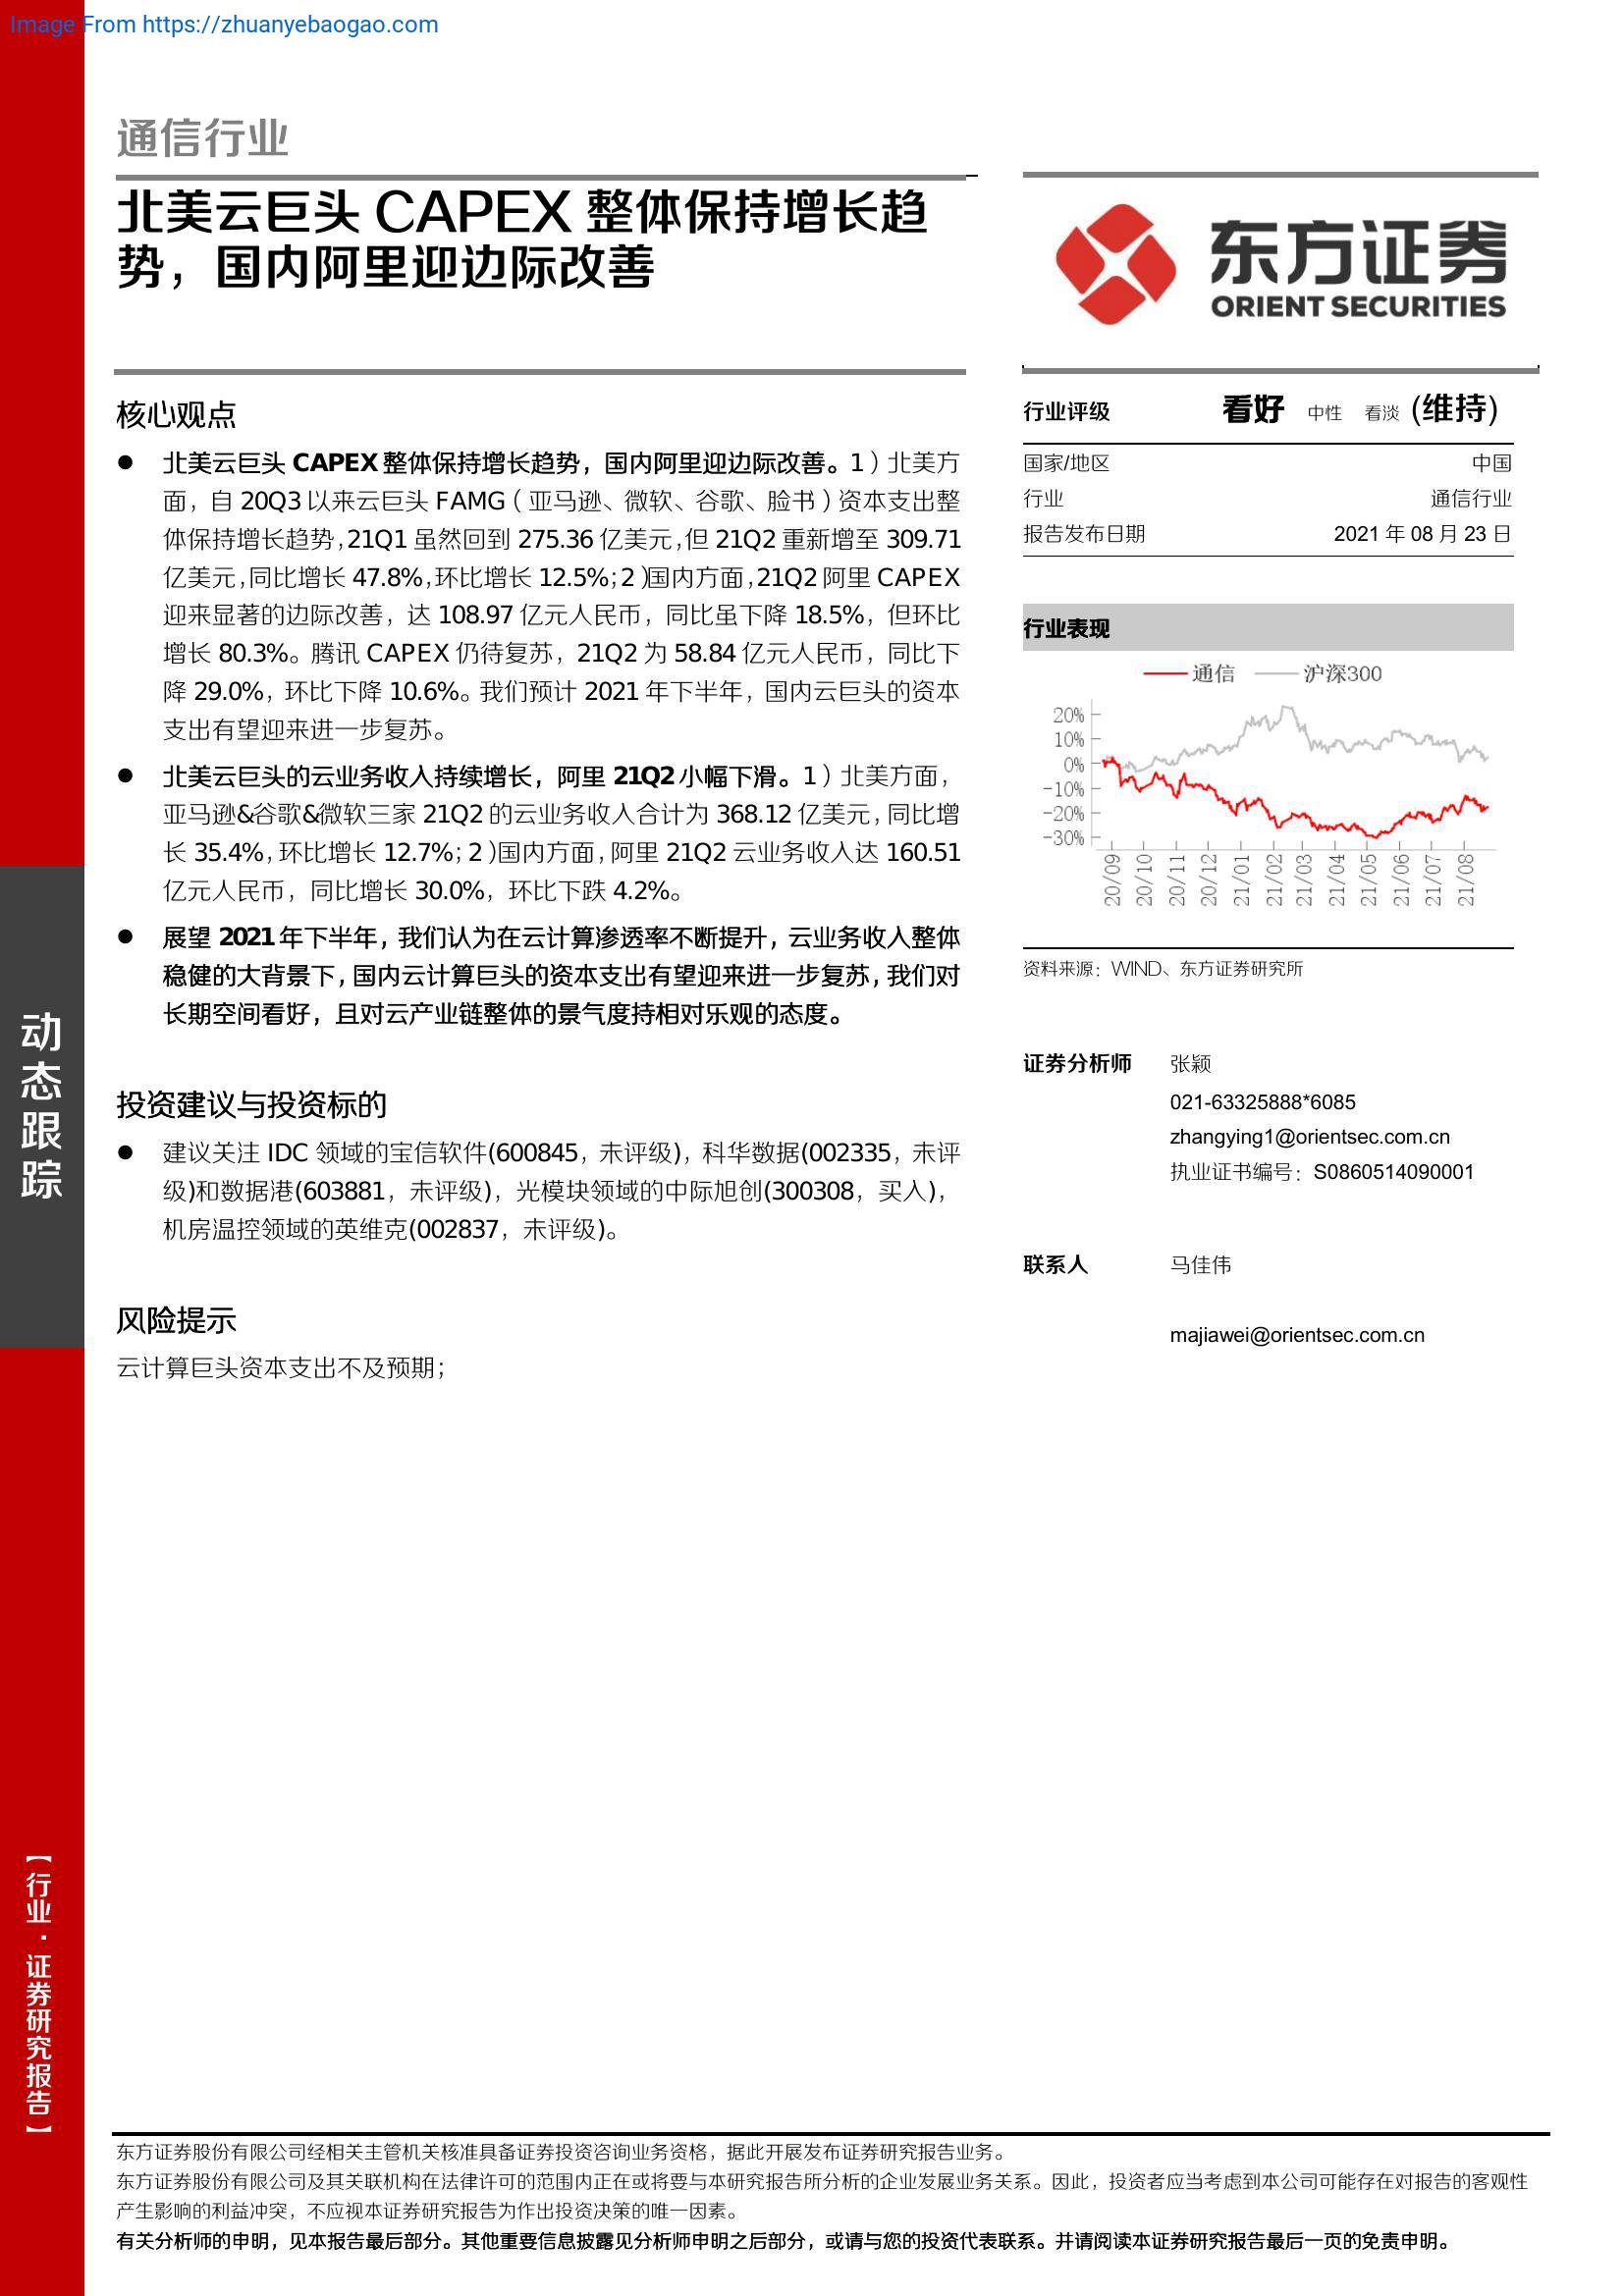 Image From https://zhuanyebaogao.com
通信行业
北美云巨头 CAPEX 整体保持增长趋
势，国内阿里迎边际改善
核心观点
● 北美云巨头 CAPEX 整体保持增长趋势，国内阿里迎边际改善。1）北美方
面，自 20Q3 以来云巨头 FAMG（亚马逊、微软、谷歌、脸书）资本支出整
体保持增长趋势，21Q1 虽然回到 275.36 亿美元，但 21Q2 重新增至 309.71
亿美元，同比增长 47.8%，环比增长 12.5%；2）国内方面，21Q2 阿里 CAPEX
迎来显著的边际改善，达 108.97 亿元人民币，同比虽下降 18.5%，但环比
增长 80.3%。腾讯 CAPEX 仍待复苏，21Q2 为 58.84 亿元人民币，同比下
降 29.0%，环比下降 10.6%。我们预计 2021 年下半年，国内云巨头的资本
支出有望迎来进一步复苏。
● 北美云巨头的云业务收入持续增长，阿里 21Q2 小幅下滑。1）北美方面，
亚马逊&谷歌&微软三家 21Q2 的云业务收入合计为 368.12 亿美元，同比增
长 35.4%，环比增长 12.7%；2）国内方面，阿里 21Q2 云业务收入达 160.51
亿元人民币，同比增长 30.0%，环比下跌 4.2%。
● 展望 2021 年下半年，我们认为在云计算渗透率不断提升，云业务收入整体
稳健的大背景下，国内云计算巨头的资本支出有望迎来进一步复苏，我们对
长期空间看好，且对云产业链整体的景气度持相对乐观的态度。
投资建议与投资标的
● 建议关注 IDC 领域的宝信软件(600845，未评级)，科华数据(002335，未评
级)和数据港(603881，未评级)，光模块领域的中际旭创(300308，买入)，
机房温控领域的英维克(002837，未评级)。
风险提示
云计算巨头资本支出不及预期；
东方证券
ORIENT SECURITIES
行业评级 看好 中性 看淡 (维持)
国家/地区 中国
行业 通信行业
报告发布日期 2021 年 08 月 23 日
行业表现
通信 沪深300
20%
10%
0%
-10%
-20%
-30%
20/09 20/10 20/11 20/12 21/01 21/02 21/03 21/04 21/05 21/06 21/07 21/08
资料来源：WIND、东方证券研究所
证券分析师 张颖
021-63325888*6085
zhangying1@orientsec.com.cn
执业证书编号：S0860514090001
联系人 马佳伟
majiawei@orientsec.com.cn
动态跟踪
【行业·证券研究报告】
东方证券股份有限公司经相关主管机关核准具备证券投资咨询业务资格，据此开展发布证券研究报告业务。
东方证券股份有限公司及其关联机构在法律许可的范围内正在或将要与本研究报告所分析的企业发展业务关系。因此，投资者应当考虑到本公司可能存在对报告的客观性
产生影响的利益冲突，不应视本证券研究报告为作出投资决策的唯一因素。
有关分析师的申明，见本报告最后部分。其他重要信息披露见分析师申明之后部分，或请与您的投资代表联系。并请阅读本证券研究报告最后一页的免责申明。